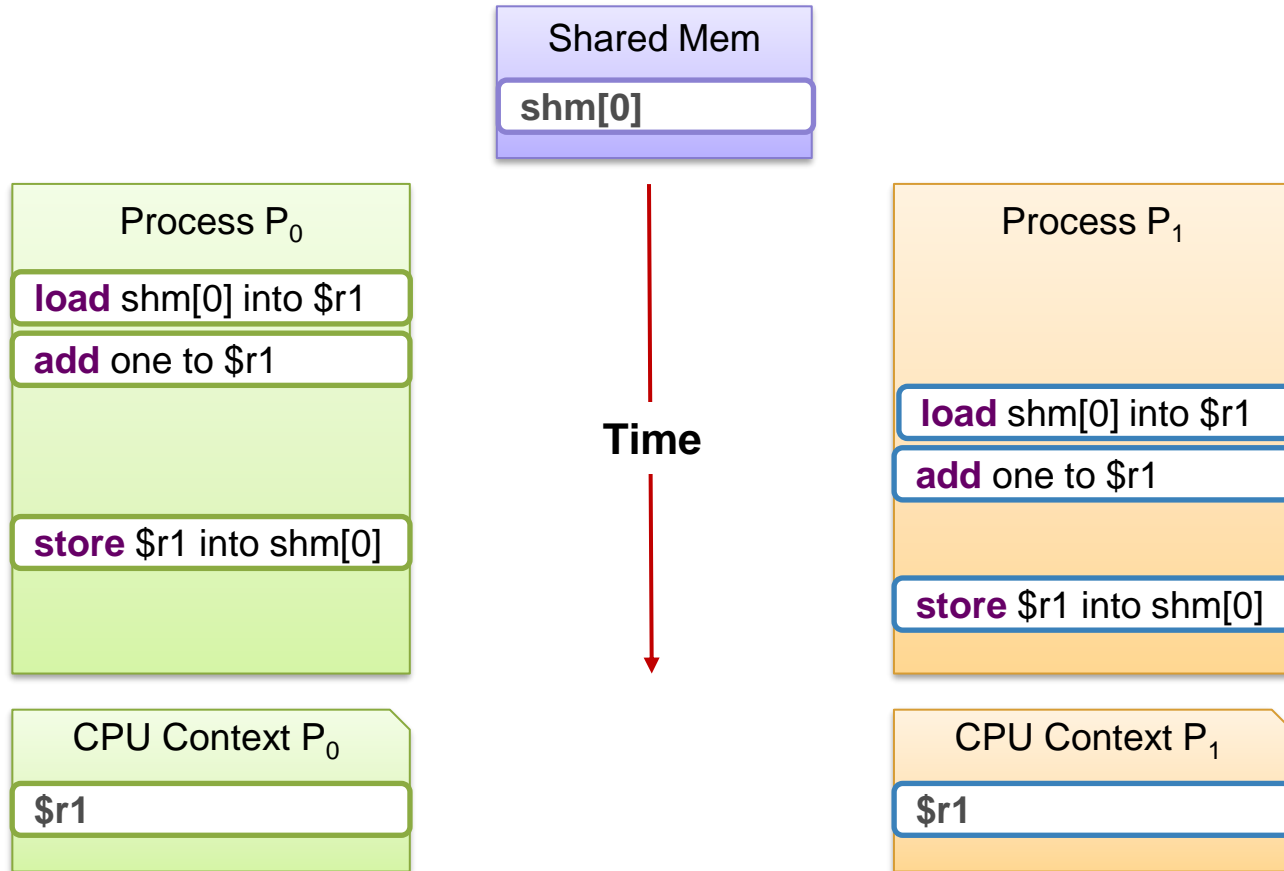 Shared Mem
shm[0]
Process P₀
load shm[0] into $r1
add one to $r1
store $r1 into shm[0]
Time
Process P₁
load shm[0] into $r1
add one to $r1
store $r1 into shm[0]
CPU Context P₀
$r1
CPU Context P₁
$r1